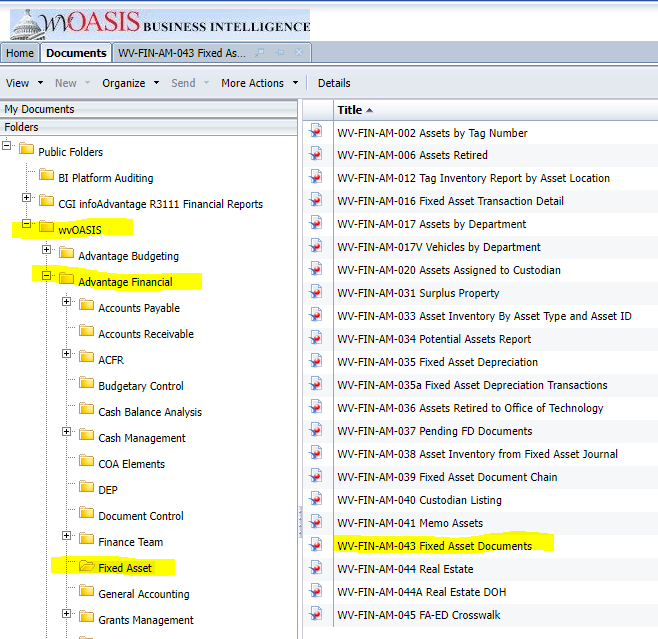 wvOASIS BUSINESS INTELLIGENCE
Home Documents WV-FIN-AM-043 Fixed As...
View New Organize Send More Actions Details
My Documents
Folders
Public Folders
BI Platform Auditing
CGI infoAdvantage R3111 Financial Reports
wvOASIS
Advantage Budgeting
Advantage Financial
Accounts Payable
Accounts Receivable
ACFR
Budgetary Control
Cash Balance Analysis
Cash Management
COA Elements
DEP
Document Control
Finance Team
Fixed Asset
General Accounting
Grants Management
Title
WV-FIN-AM-002 Assets by Tag Number
WV-FIN-AM-006 Assets Retired
WV-FIN-AM-012 Tag Inventory Report by Asset Location
WV-FIN-AM-016 Fixed Asset Transaction Detail
WV-FIN-AM-017 Assets by Department
WV-FIN-AM-017V Vehicles by Department
WV-FIN-AM-020 Assets Assigned to Custodian
WV-FIN-AM-031 Surplus Property
WV-FIN-AM-033 Asset Inventory By Asset Type and Asset ID
WV-FIN-AM-034 Potential Assets Report
WV-FIN-AM-035 Fixed Asset Depreciation
WV-FIN-AM-035a Fixed Asset Depreciation Transactions
WV-FIN-AM-036 Assets Retired to Office of Technology
WV-FIN-AM-037 Pending FD Documents
WV-FIN-AM-038 Asset Inventory from Fixed Asset Journal
WV-FIN-AM-039 Fixed Asset Document Chain
WV-FIN-AM-040 Custodian Listing
WV-FIN-AM-041 Memo Assets
WV-FIN-AM-043 Fixed Asset Documents
WV-FIN-AM-044 Real Estate
WV-FIN-AM-044A Real Estate DOH
WV-FIN-AM-045 FA-ED Crosswalk